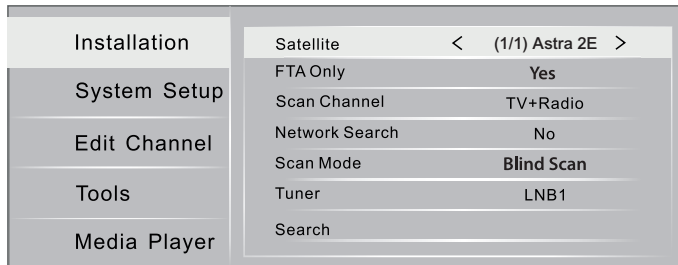 Installation
System Setup
Edit Channel
Tools
Media Player
Satellite < (1/1) Astra 2E >
FTA Only Yes
Scan Channel TV+Radio
Network Search No
Scan Mode Blind Scan
Tuner LNB1
Search